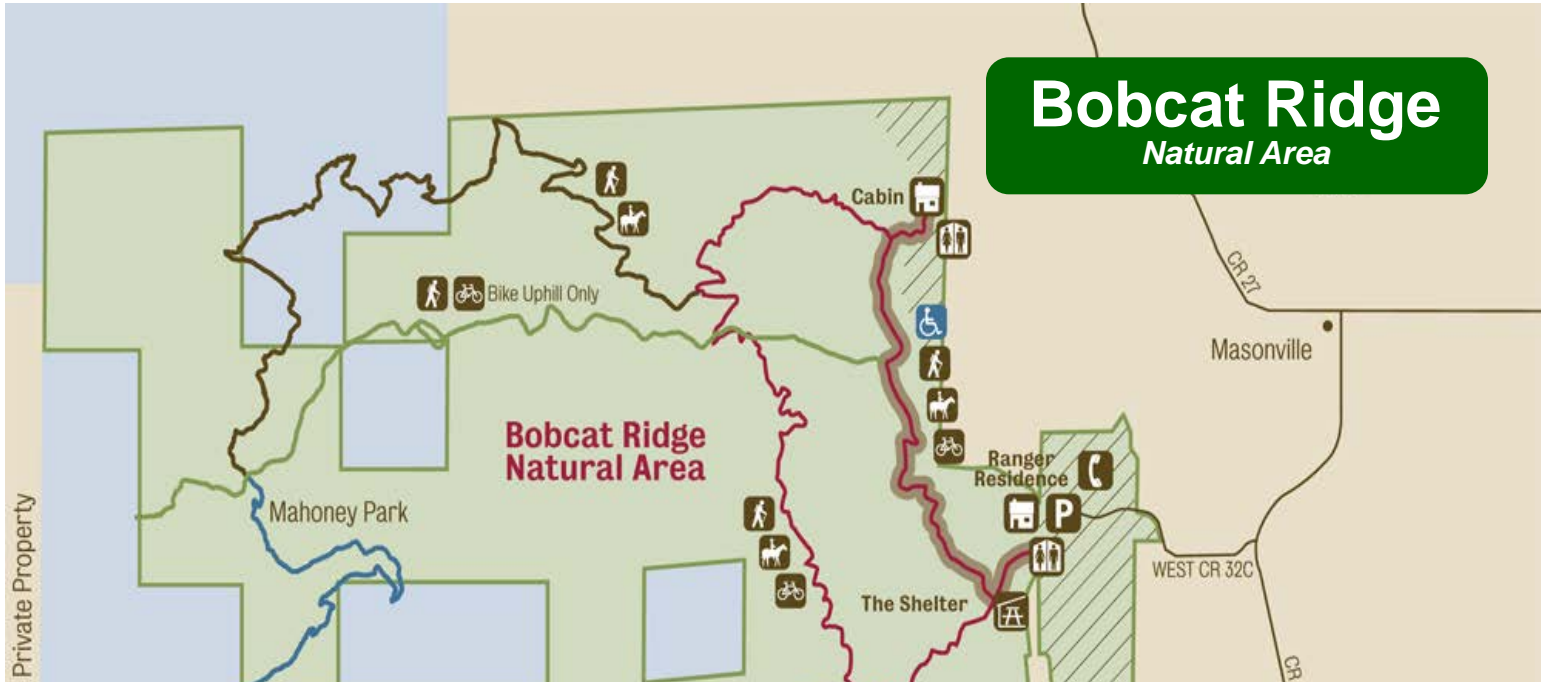 Bobcat Ridge
Natural Area
Cabin
CR 27
Bike Uphill Only
Masonville
Bobcat Ridge
Natural Area
Ranger
Residence
P
Mahoney Park
Private Property
WEST CR 32C
The Shelter
CR